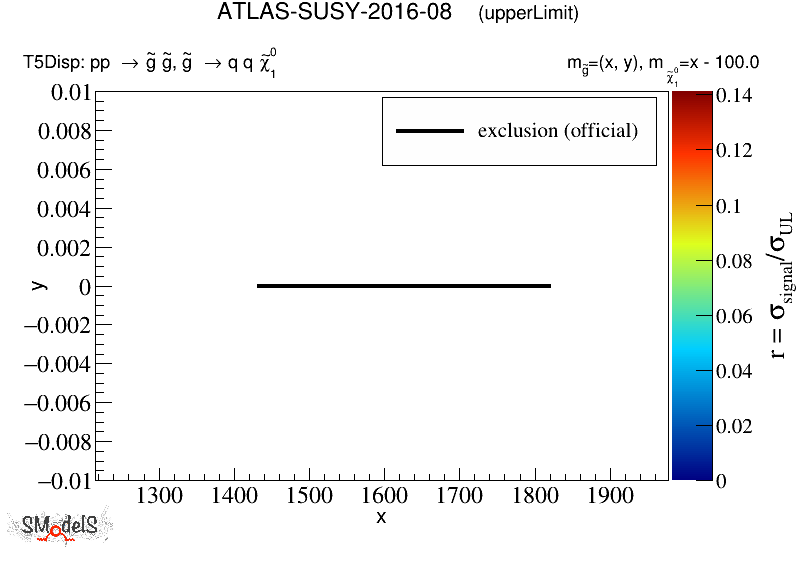 ATLAS-SUSY-2016-08 (upperLimit)
T5Disp: pp → g̃ g̃, g̃ → q q χ̃₁⁰
m_g̃=(x, y), m_χ̃₁⁰=x - 100.0
exclusion (official)
0.01
0.008
0.006
0.004
0.002
0
−0.002
−0.004
−0.006
−0.008
−0.01
y
1300 1400 1500 1600 1700 1800 1900
x
0.14
0.12
0.1
0.08
0.06
0.04
0.02
0
r = σ_signal/σ_UL
SModelS